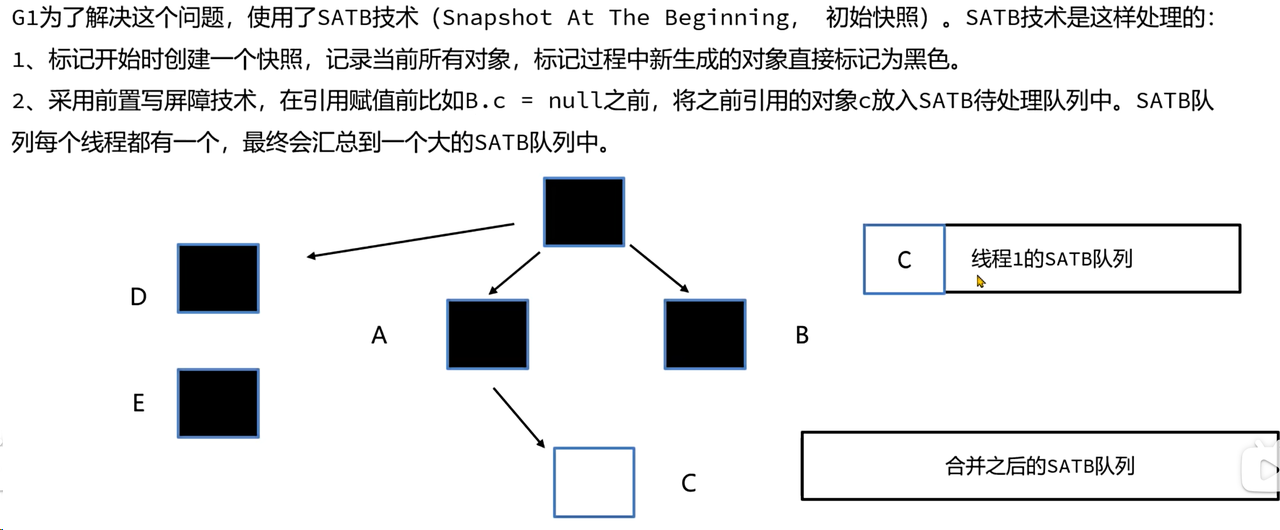 G1为了解决这个问题，使用了SATB技术（Snapshot At The Beginning， 初始快照）。SATB技术是这样处理的：
1、标记开始时创建一个快照，记录当前所有对象，标记过程中新生成的对象直接标记为黑色。
2、采用前置写屏障技术，在引用赋值前比如B.c = null之前，将之前引用的对象c放入SATB待处理队列中。SATB队
列每个线程都有一个，最终会汇总到一个大的SATB队列中。
C
线程1的SATB队列
D
A
B
E
C
合并之后的SATB队列